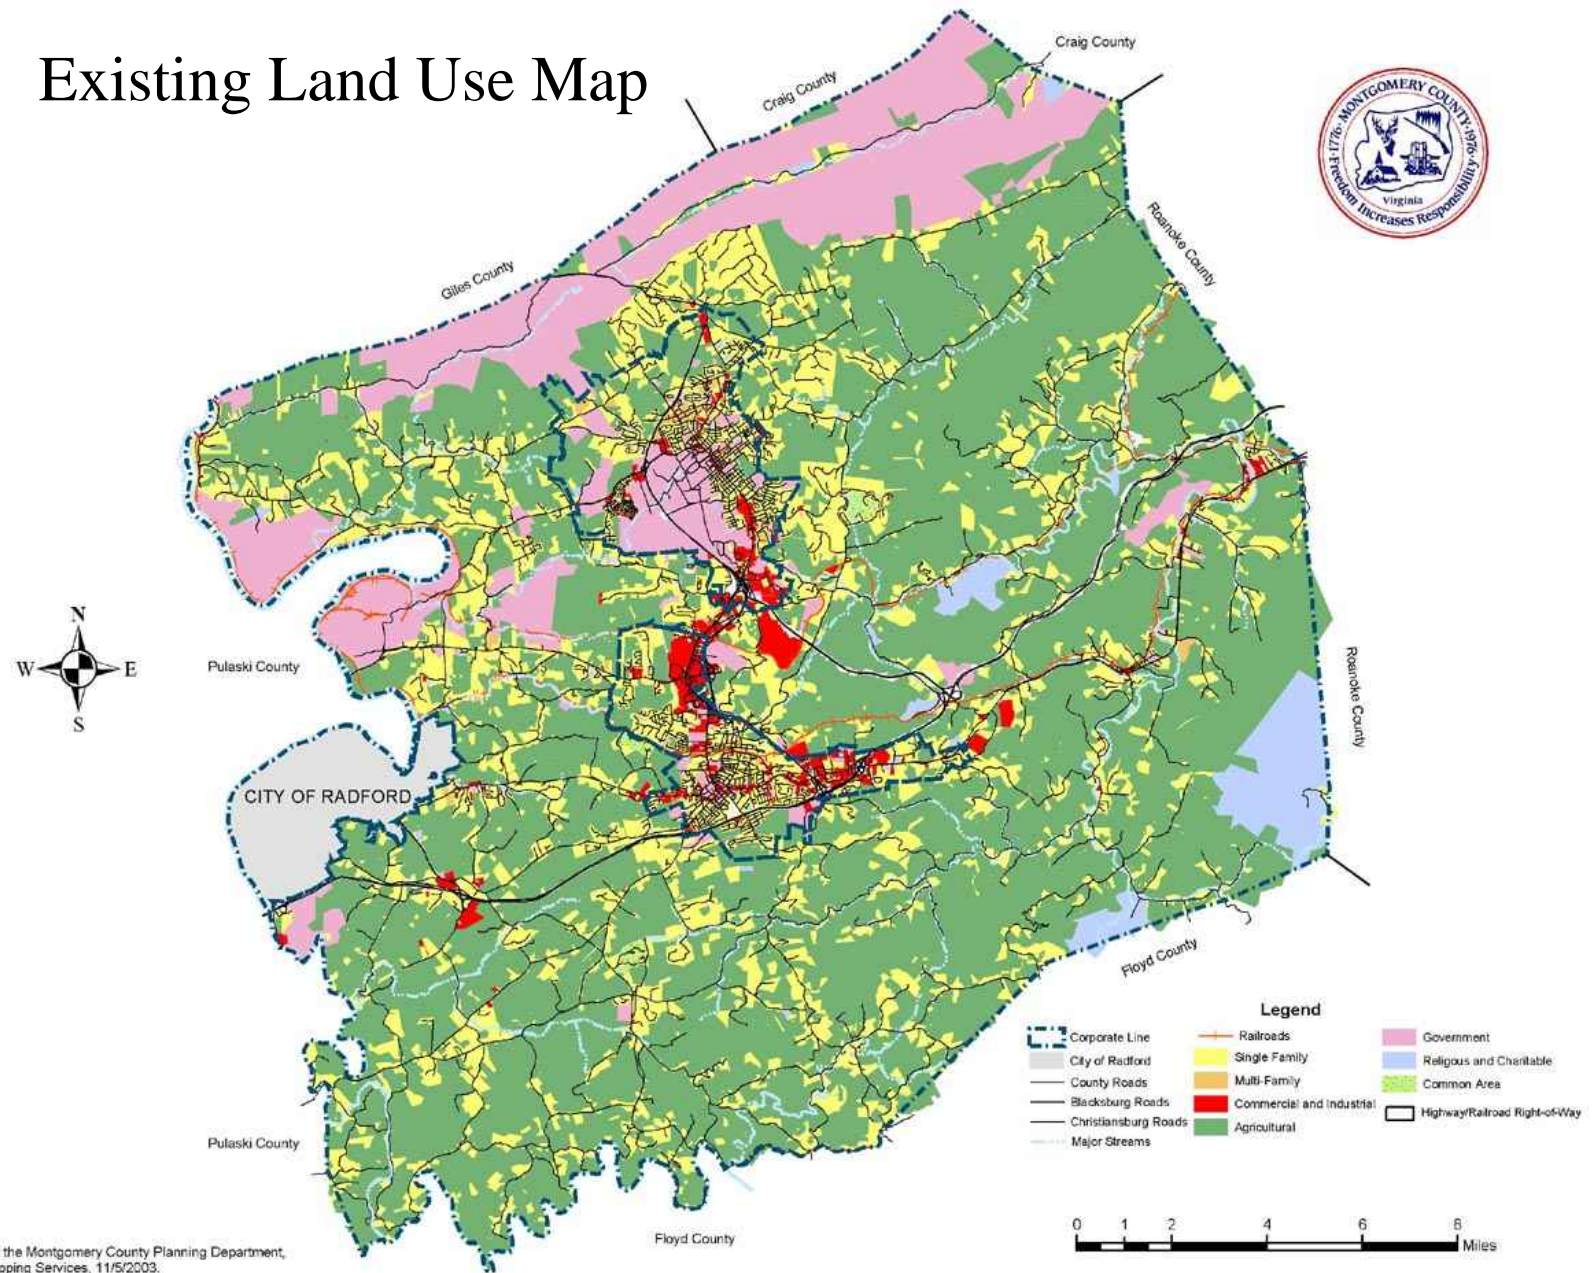 Existing Land Use Map
Craig County
Craig County
Giles County
Roanoke County
1776 · MONTGOMERY COUNTY · 1976
Freedom Increases Responsibility
Virginia
N
W E
S
Pulaski County
CITY OF RADFORD
Roanoke County
Floyd County
Pulaski County
Floyd County
Legend
Corporate Line
City of Radford
County Roads
Blacksburg Roads
Christiansburg Roads
Major Streams
Railroads
Single Family
Multi-Family
Commercial and Industrial
Agricultural
Government
Religous and Charitable
Common Area
Highway/Railroad Right-of-Way
0 1 2 4 6 8
Miles
the Montgomery County Planning Department,
pping Services, 11/5/2003.